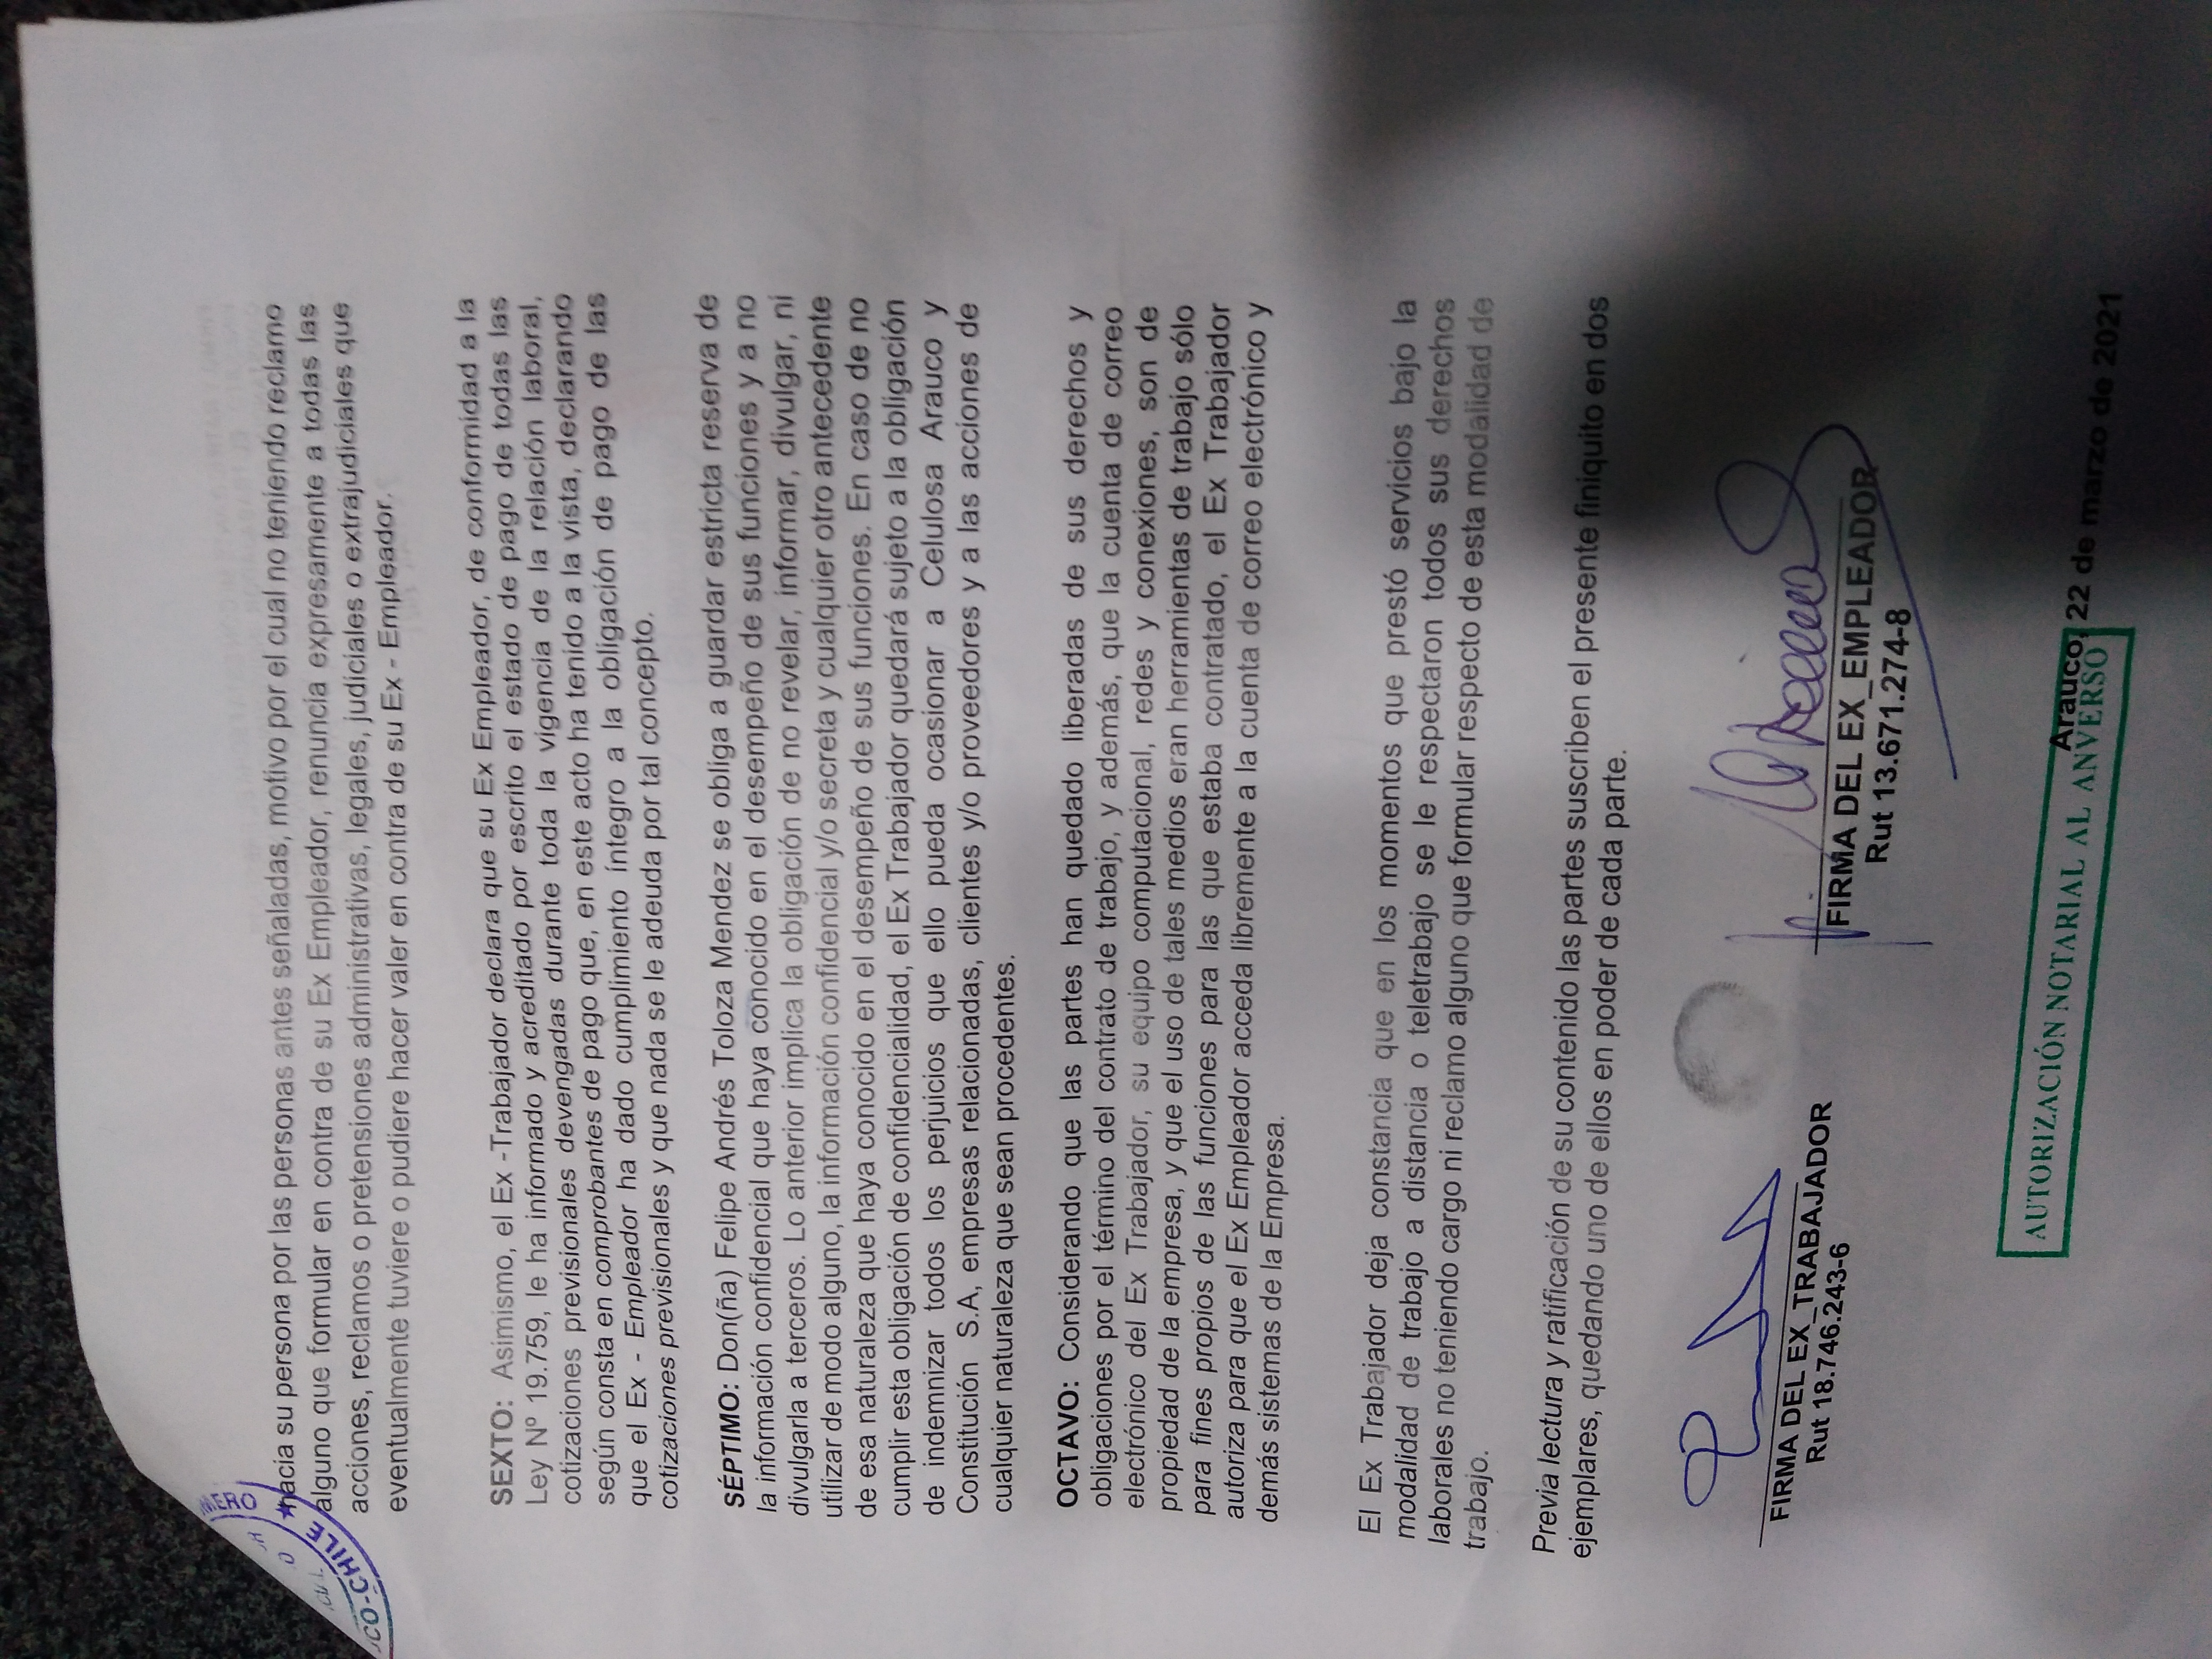 MERO
CO-CHILE ★
hacia su persona por las personas antes señaladas, motivo por el cual no teniendo reclamo
alguno que formular en contra de su Ex Empleador, renuncia expresamente a todas las
acciones, reclamos o pretensiones administrativas, legales, judiciales o extrajudiciales que
eventualmente tuviere o pudiere hacer valer en contra de su Ex - Empleador.
SEXTO: Asimismo, el Ex -Trabajador declara que su Ex Empleador, de conformidad a la
Ley Nº 19.759, le ha informado y acreditado por escrito el estado de pago de todas las
cotizaciones previsionales devengadas durante toda la vigencia de la relación laboral,
según consta en comprobantes de pago que, en este acto ha tenido a la vista, declarando
que el Ex - Empleador ha dado cumplimiento íntegro a la obligación de pago de las
cotizaciones previsionales y que nada se le adeuda por tal concepto.
SÉPTIMO: Don(ña) Felipe Andrés Toloza Mendez se obliga a guardar estricta reserva de
la información confidencial que haya conocido en el desempeño de sus funciones y a no
divulgarla a terceros. Lo anterior implica la obligación de no revelar, informar, divulgar, ni
utilizar de modo alguno, la información confidencial y/o secreta y cualquier otro antecedente
de esa naturaleza que haya conocido en el desempeño de sus funciones. En caso de no
cumplir esta obligación de confidencialidad, el Ex Trabajador quedará sujeto a la obligación
de indemnizar todos los perjuicios que ello pueda ocasionar a Celulosa Arauco y
Constitución S.A, empresas relacionadas, clientes y/o proveedores y a las acciones de
cualquier naturaleza que sean procedentes.
OCTAVO: Considerando que las partes han quedado liberadas de sus derechos y
obligaciones por el término del contrato de trabajo, y además, que la cuenta de correo
electrónico del Ex Trabajador, su equipo computacional, redes y conexiones, son de
propiedad de la empresa, y que el uso de tales medios eran herramientas de trabajo sólo
para fines propios de las funciones para las que estaba contratado, el Ex Trabajador
autoriza para que el Ex Empleador acceda libremente a la cuenta de correo electrónico y
demás sistemas de la Empresa.
El Ex Trabajador deja constancia que en los momentos que prestó servicios bajo la
modalidad de trabajo a distancia o teletrabajo se le respectaron todos sus derechos
laborales no teniendo cargo ni reclamo alguno que formular respecto de esta modalidad de
trabajo.
Previa lectura y ratificación de su contenido las partes suscriben el presente finiquito en dos
ejemplares, quedando uno de ellos en poder de cada parte.
FIRMA DEL EX_TRABAJADOR
Rut 18.746.243-6
FIRMA DEL EX_EMPLEADOR
Rut 13.671.274-8
Arauco, 22 de marzo de 2021
AUTORIZACIÓN NOTARIAL AL ANVERSO